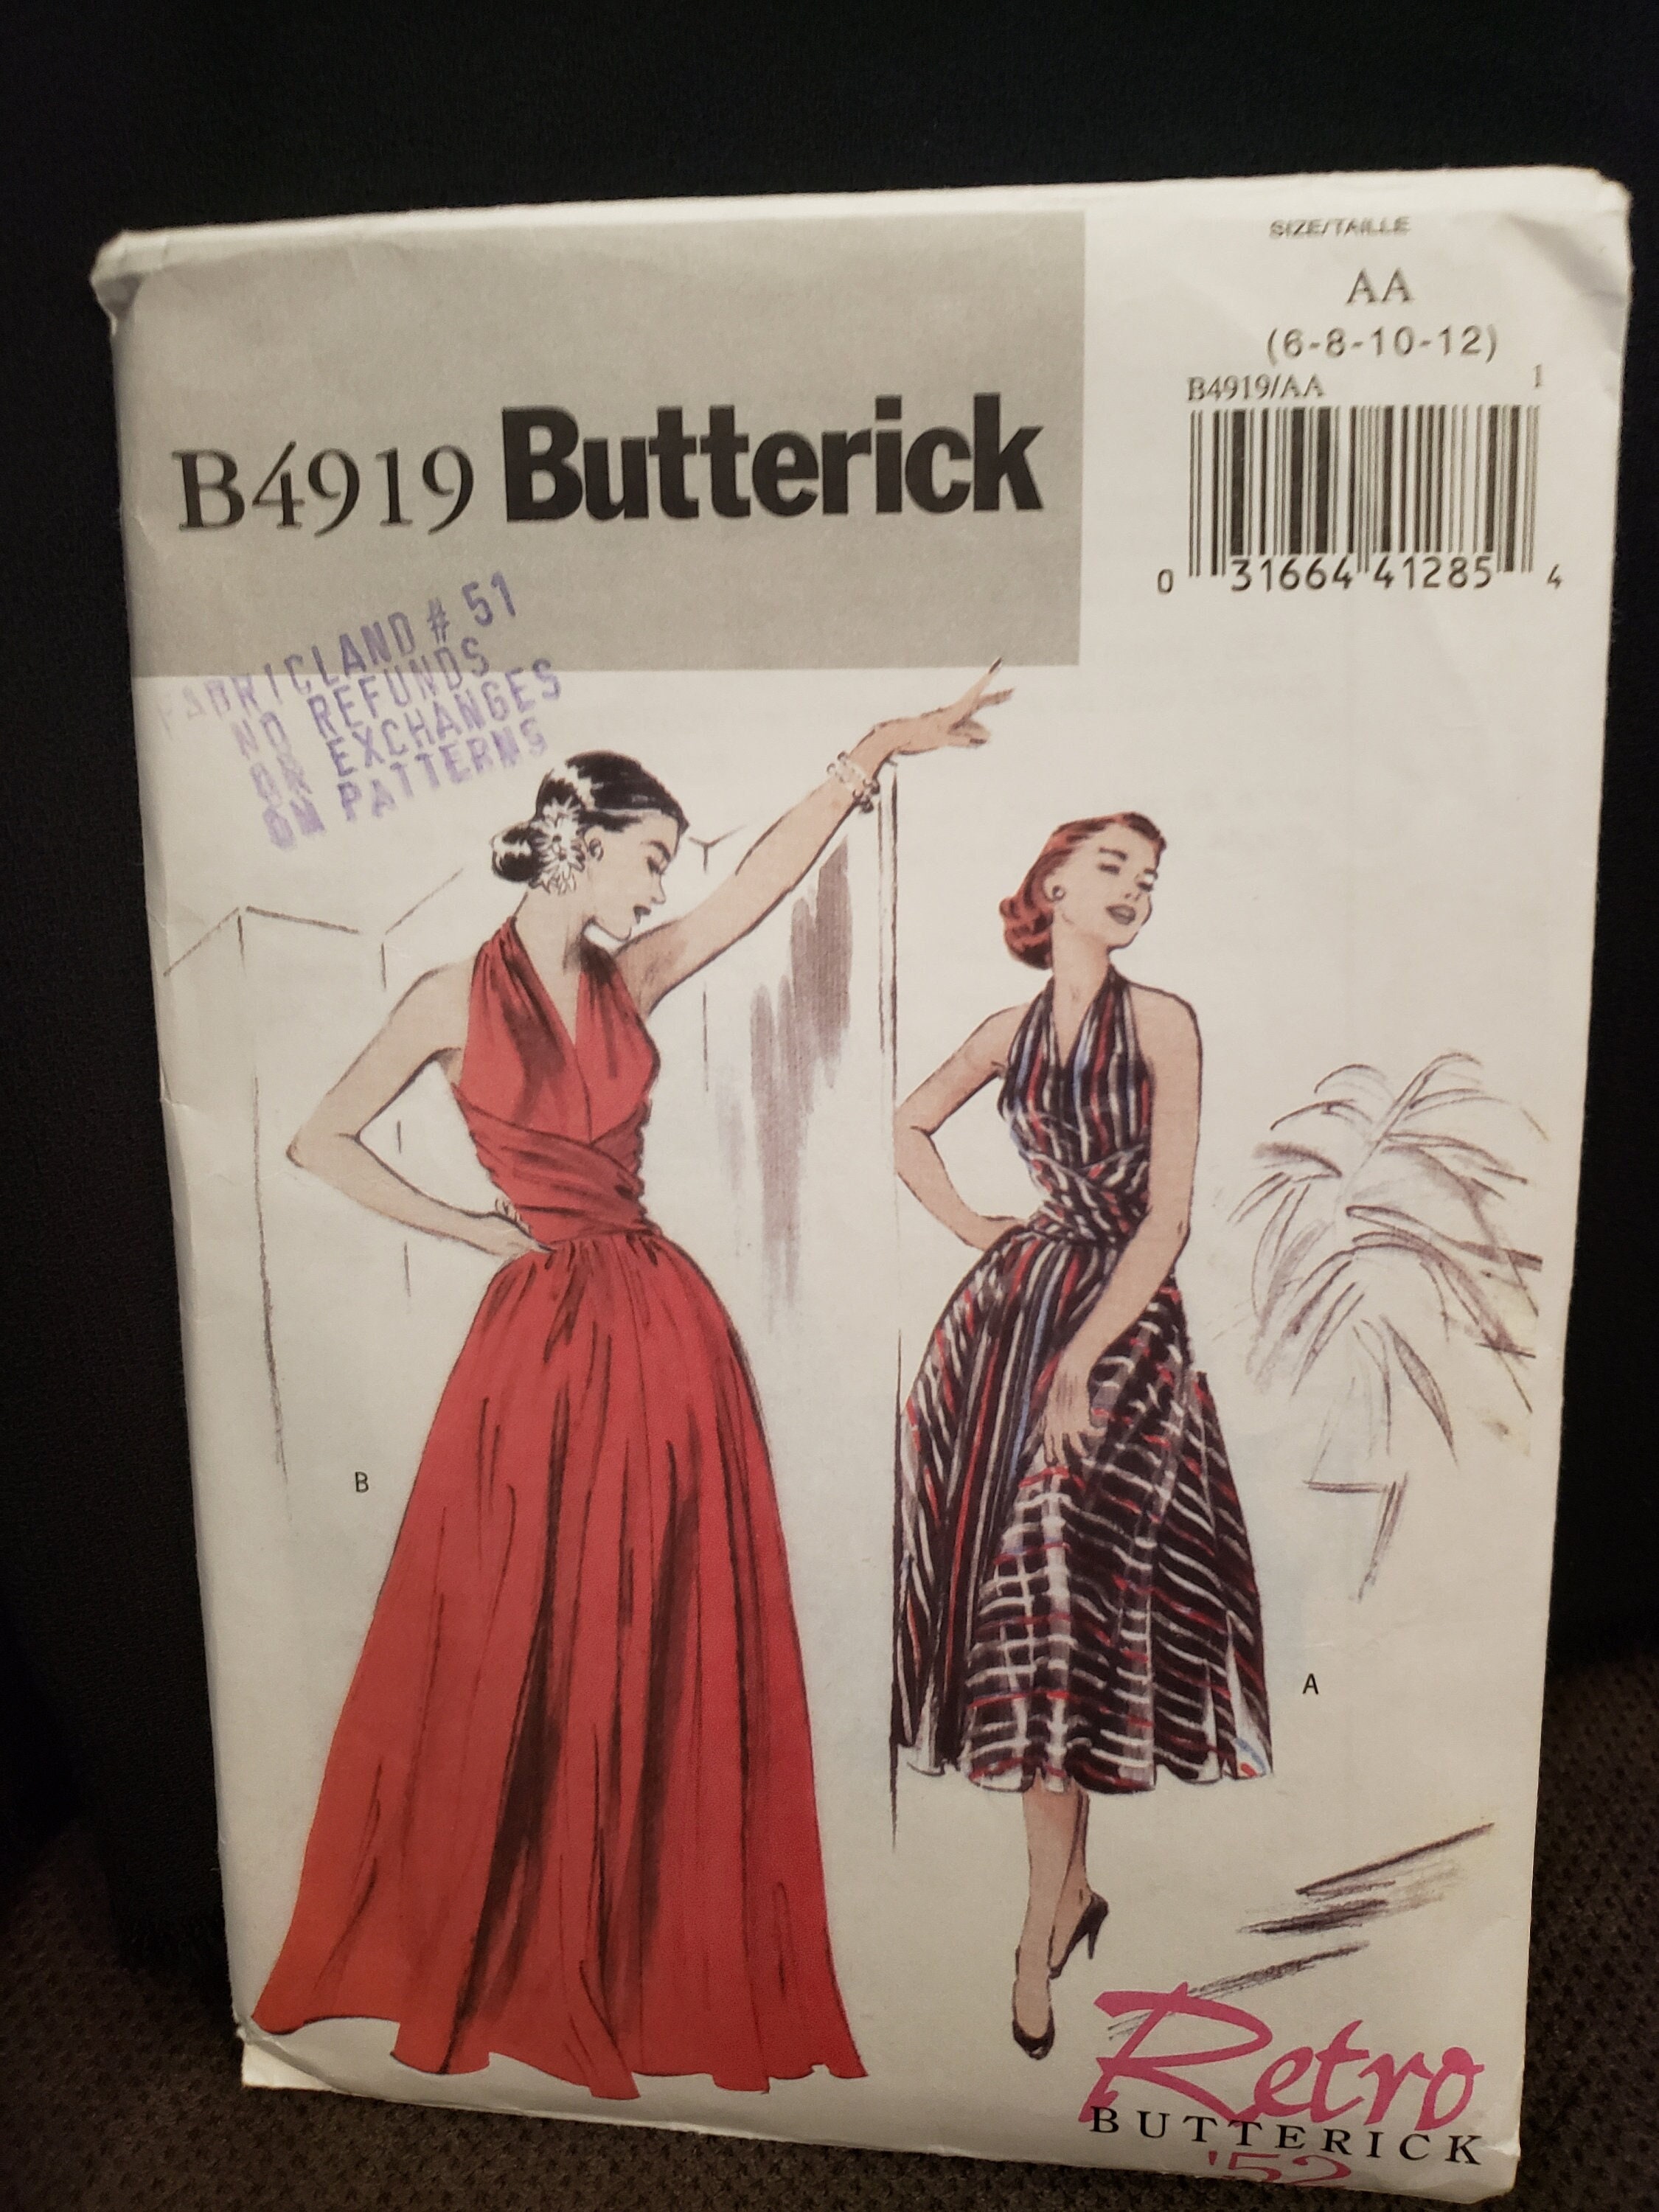 SIZE/TAILLE
AA
(6-8-10-12)
B4919/AA 1
0 31664 41285 4
B4919 Butterick
FABRICLAND # 51
NO REFUNDS
OR EXCHANGES
ON PATTERNS
B
A
Retro
BUTTERICK
'52